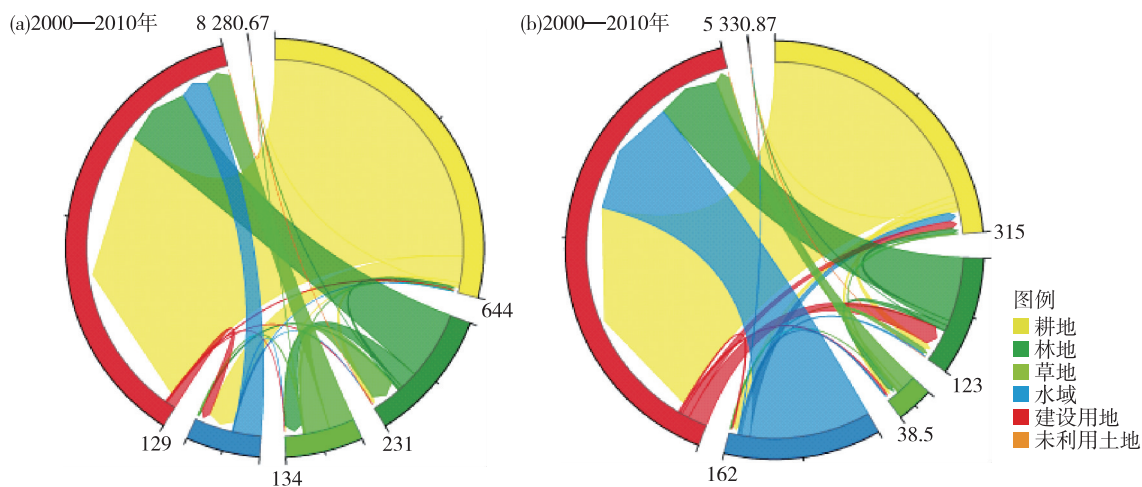 (a)2000—2010年
8 280.67
644
231
134
129
(b)2000—2010年
5 330.87
315
123
38.5
162
图例
耕地
林地
草地
水域
建设用地
未利用土地